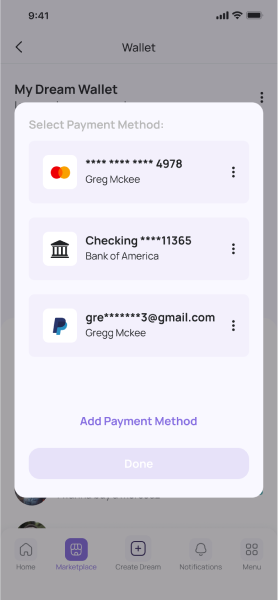 9:41
Wallet
My Dream Wallet
Select Payment Method:
**** **** **** 4978
Greg Mckee
Checking ****11365
Bank of America
gre*******3@gmail.com
Gregg Mckee
Add Payment Method
Done
Home
Marketplace
Create Dream
Notifications
Menu